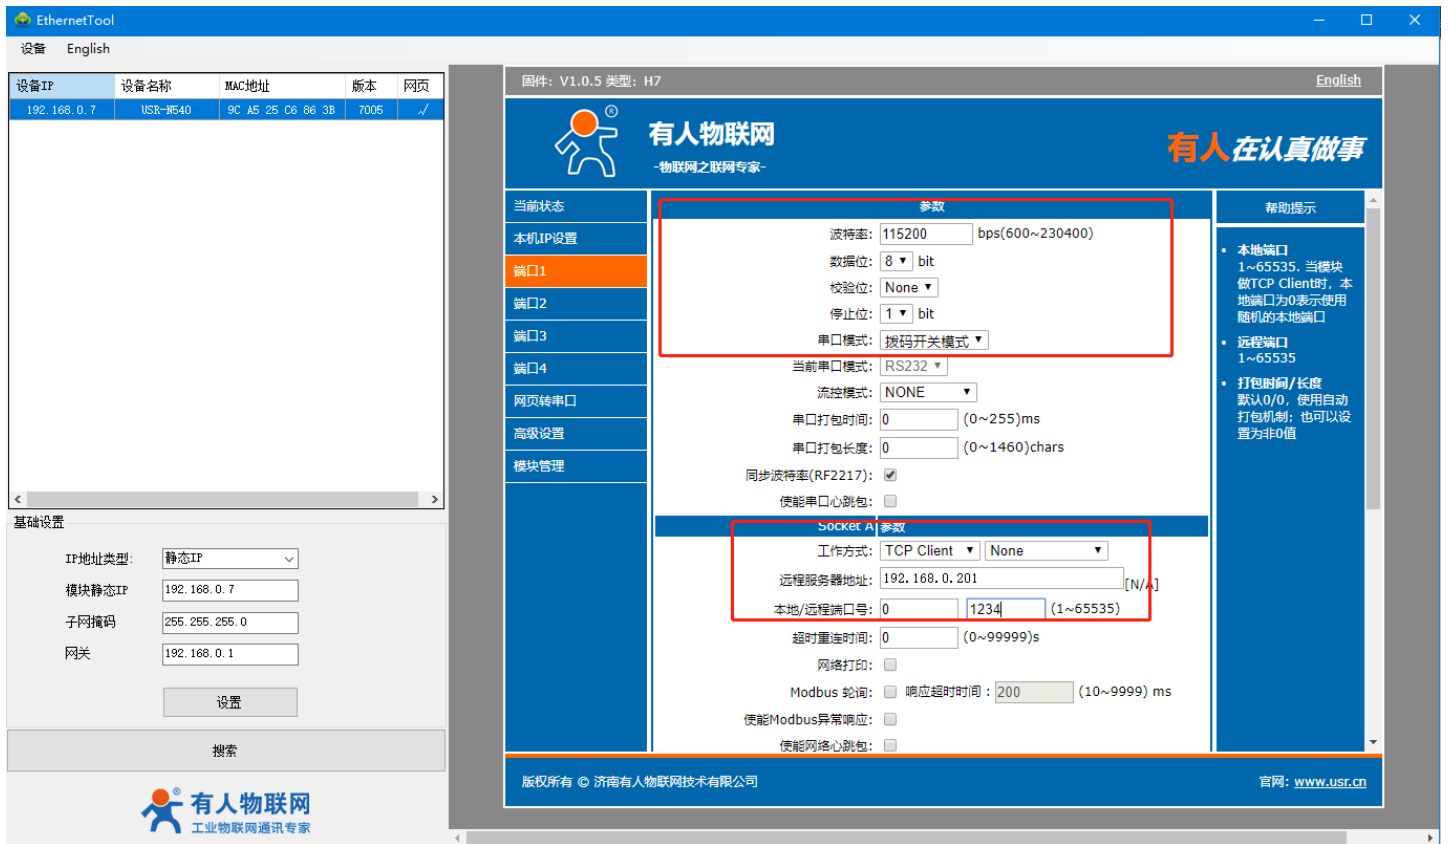 EthernetTool
设备 English
设备IP 设备名称 MAC地址 版本 网页
192.168.0.7 USR-N540 9C A5 25 C6 86 3B 7005 √
基础设置
IP地址类型: 静态IP
模块静态IP 192.168.0.7
子网掩码 255.255.255.0
网关 192.168.0.1
设置
搜索
有人物联网
工业物联网通讯专家
固件: V1.0.5 类型: H7 English
有人物联网
-物联网之联网专家-
有人在认真做事
当前状态
本机IP设置
端口1
端口2
端口3
端口4
网页转串口
高级设置
模块管理
参数
波特率: 115200 bps(600~230400)
数据位: 8 bit
校验位: None
停止位: 1 bit
串口模式: 拨码开关模式
当前串口模式: RS232
流控模式: NONE
串口打包时间: 0 (0~255)ms
串口打包长度: 0 (0~1460)chars
同步波特率(RF2217):
使能串口心跳包:
Socket A 参数
工作方式: TCP Client None
远程服务器地址: 192.168.0.201 [N/A]
本地/远程端口号: 0 1234 (1~65535)
超时重连时间: 0 (0~99999)s
网络打印:
Modbus 轮询: 响应超时时间 : 200 (10~9999) ms
使能Modbus异常响应:
使能网络心跳包:
帮助提示
• 本地端口
1~65535. 当模块
做TCP Client时，本
地端口为0表示使用
随机的本地端口
• 远程端口
1~65535
• 打包时间/长度
默认0/0，使用自动
打包机制；也可以设
置为非0值
版权所有 © 济南有人物联网技术有限公司 官网: www.usr.cn